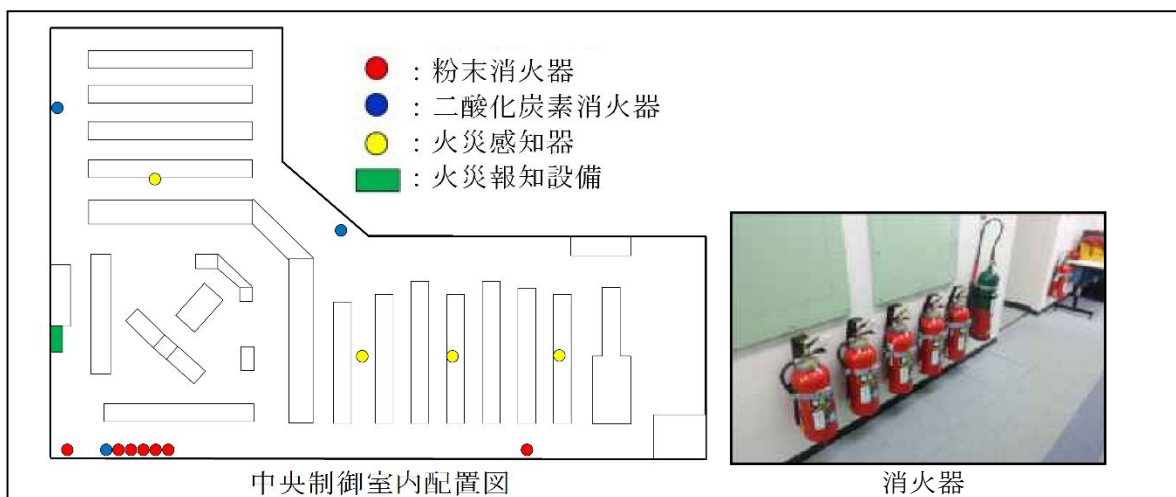 ：粉末消火器
：二酸化炭素消火器
：火災感知器
：火災報知設備
中央制御室内配置図
消火器